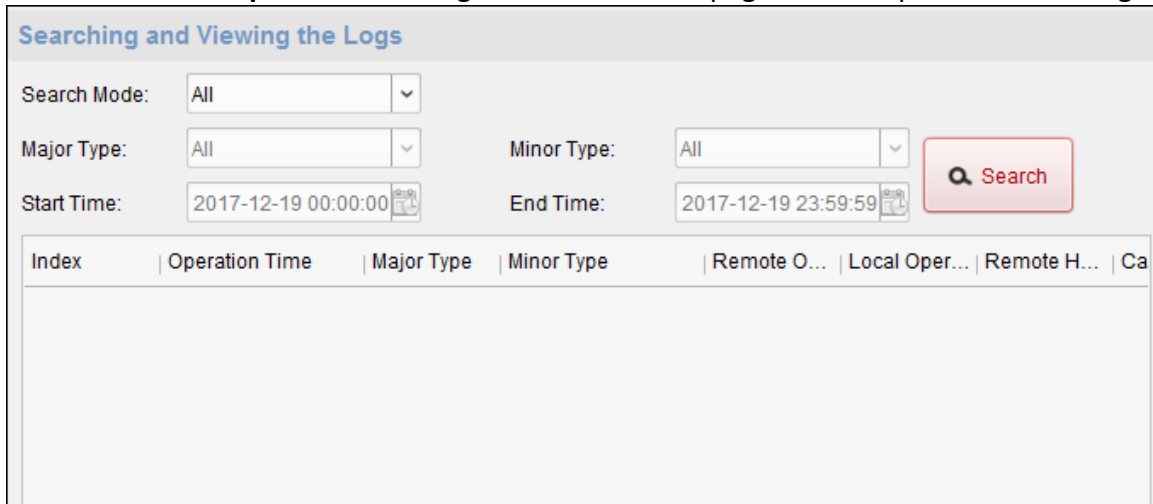 Searching and Viewing the Logs
Search Mode: All
Major Type: All Minor Type: All
Search
Start Time: 2017-12-19 00:00:00 End Time: 2017-12-19 23:59:59
Index Operation Time Major Type Minor Type Remote O... Local Oper... Remote H... Ca